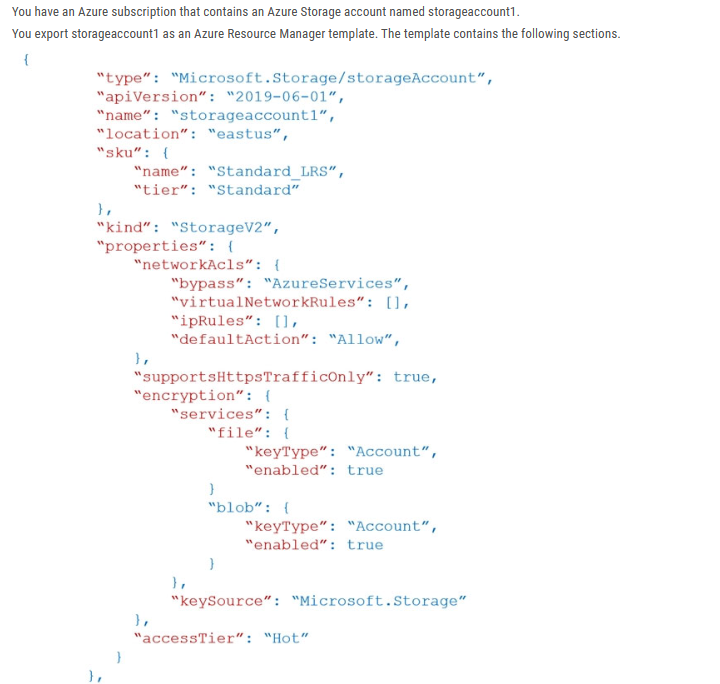 You have an Azure subscription that contains an Azure Storage account named storageaccount1.
You export storageaccount1 as an Azure Resource Manager template. The template contains the following sections.
{
"type": "Microsoft.Storage/storageAccount",
"apiVersion": "2019-06-01",
"name": "storageaccount1",
"location": "eastus",
"sku": {
"name": "Standard_LRS",
"tier": "Standard"
},
"kind": "StorageV2",
"properties": {
"networkAcls": {
"bypass": "AzureServices",
"virtualNetworkRules": [],
"ipRules": [],
"defaultAction": "Allow",
},
"supportsHttpsTrafficOnly": true,
"encryption": {
"services": {
"file": {
"keyType": "Account",
"enabled": true
}
"blob": {
"keyType": "Account",
"enabled": true
}
},
"keySource": "Microsoft.Storage"
},
"accessTier": "Hot"
}
},